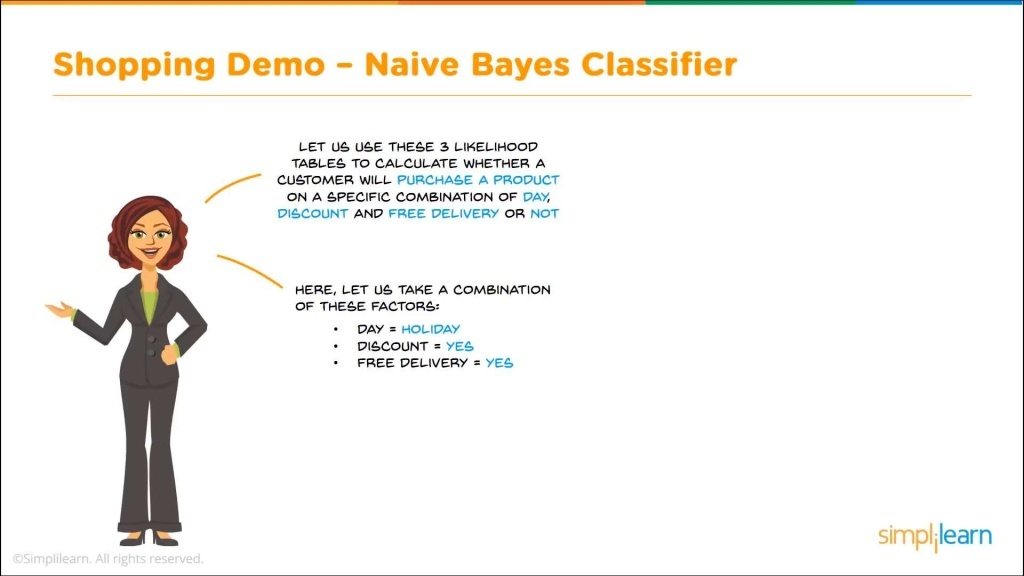 Shopping Demo – Naive Bayes Classifier
LET US USE THESE 3 LIKELIHOOD
TABLES TO CALCULATE WHETHER A
CUSTOMER WILL PURCHASE A PRODUCT
ON A SPECIFIC COMBINATION OF DAY,
DISCOUNT AND FREE DELIVERY OR NOT
HERE, LET US TAKE A COMBINATION
OF THESE FACTORS:
• DAY = HOLIDAY
• DISCOUNT = YES
• FREE DELIVERY = YES
©Simplilearn. All rights reserved.
simplilearn